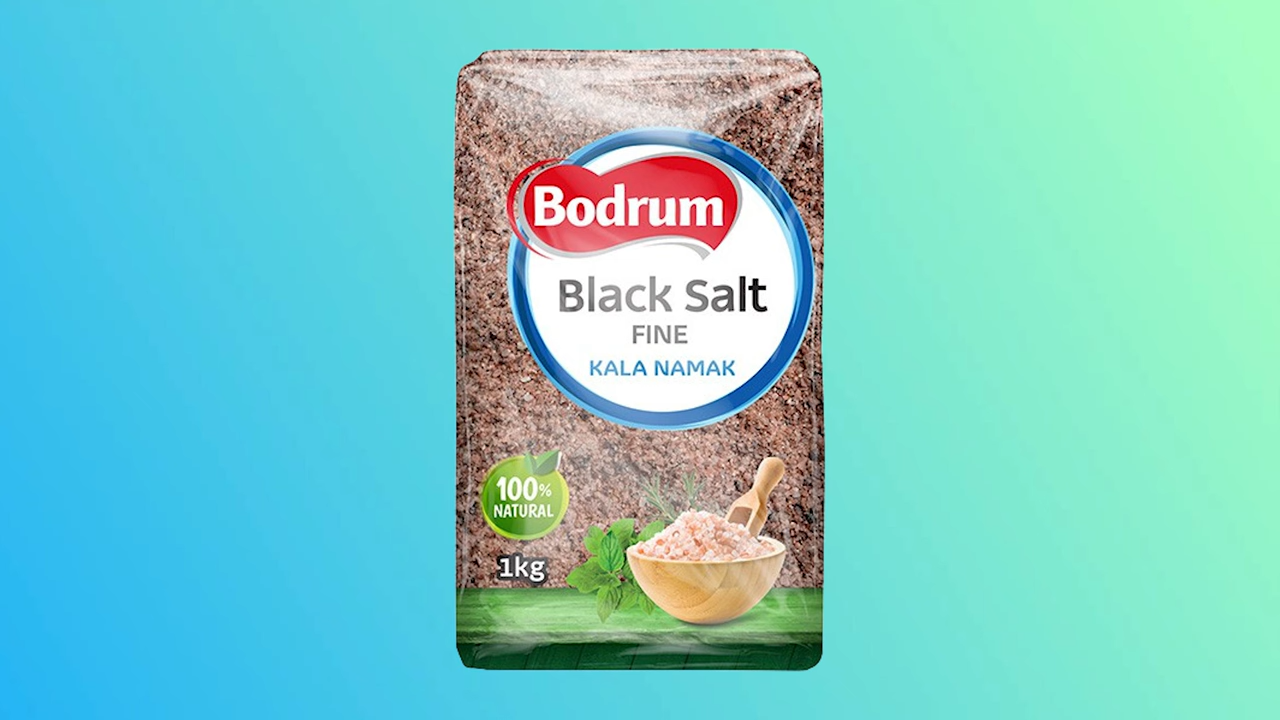 Bodrum
Black Salt
FINE
KALA NAMAK
100%
NATURAL
1kg